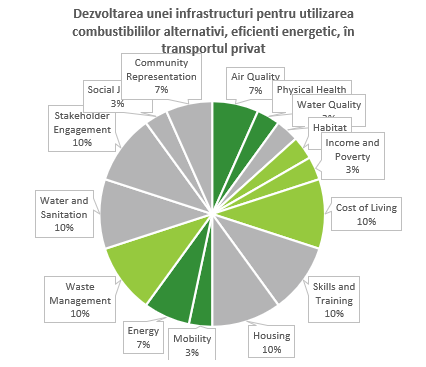 Dezvoltarea unei infrastructuri pentru utilizarea
combustibililor alternativi, eficienti energetic, în
transportul privat
Community
Representation
7%
Air Quality
7%
Physical Health
Water Quality
Habitat
Income and
Poverty
3%
Cost of Living
10%
Skills and
Training
10%
Housing
10%
Mobility
3%
Energy
7%
Waste
Management
10%
Water and
Sanitation
10%
Stakeholder
Engagement
10%
Social
3%